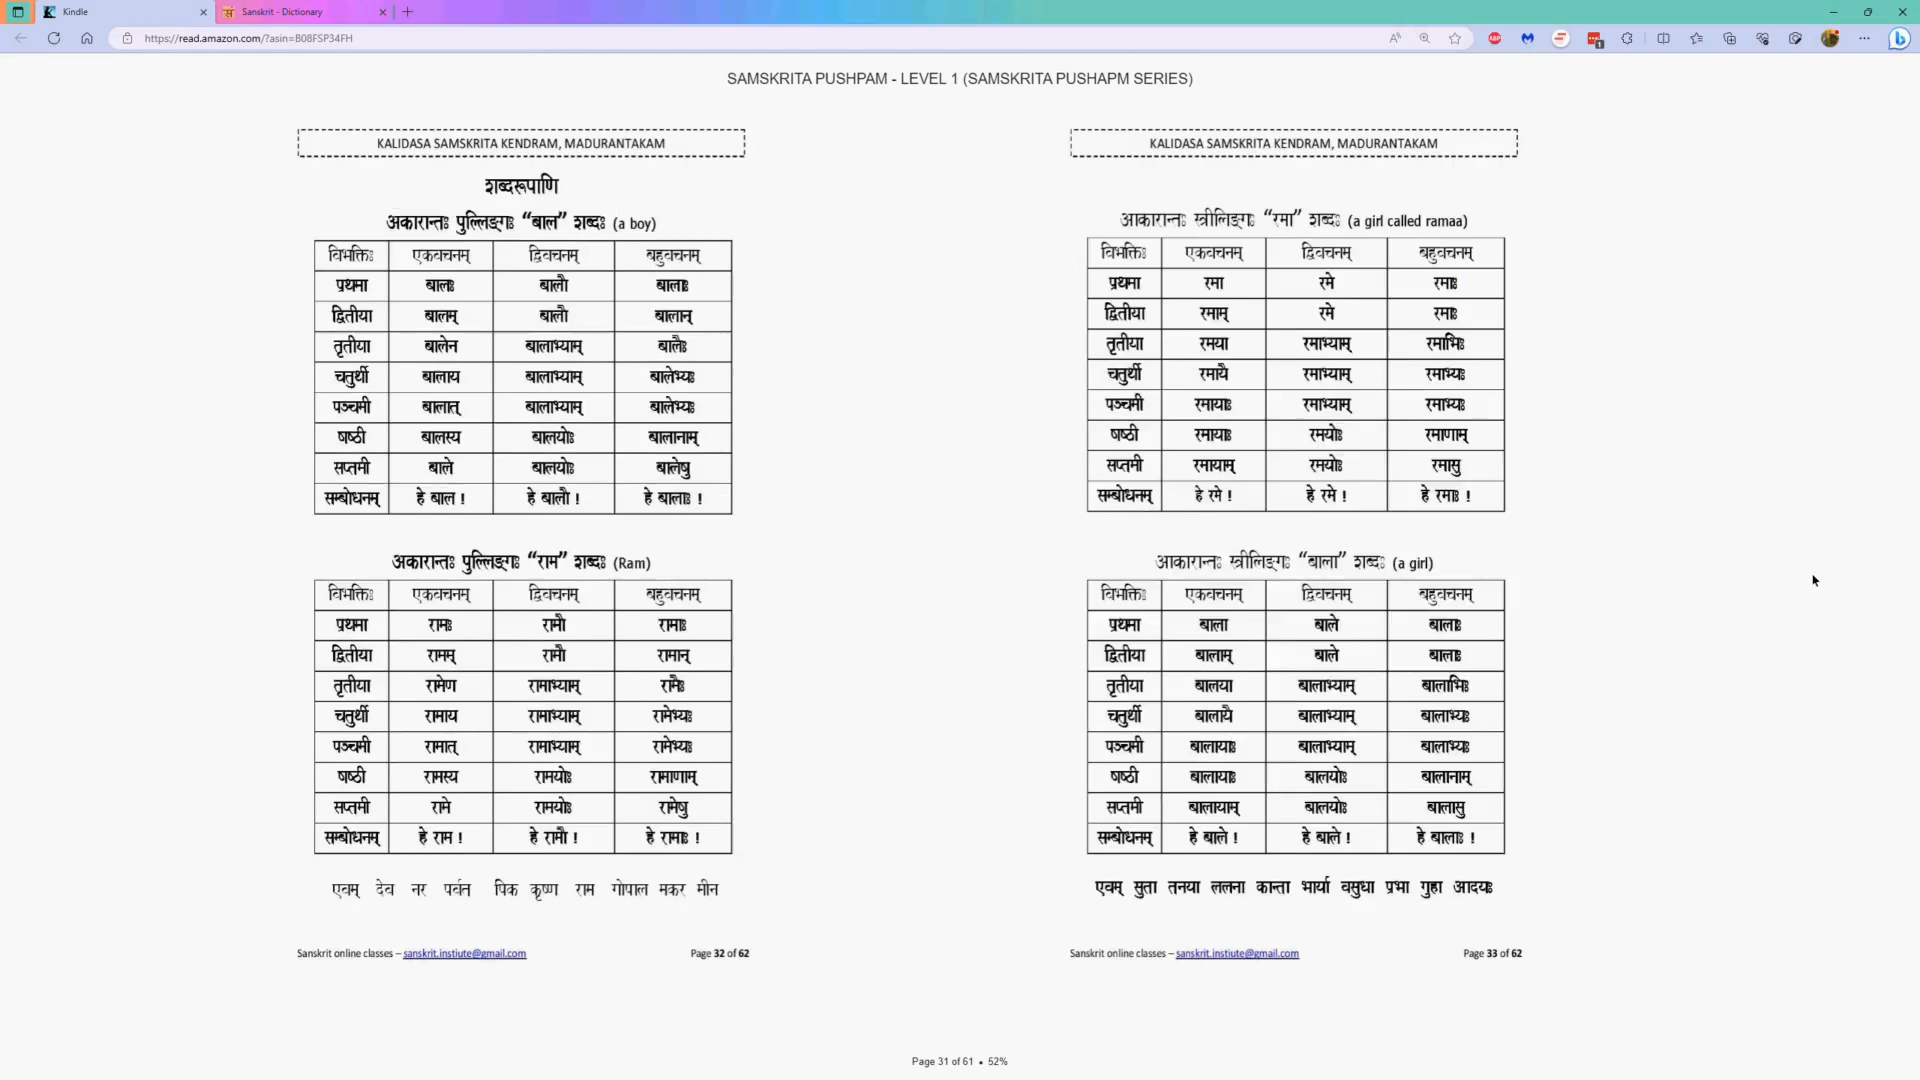 Kindle
Sanskrit - Dictionary
https://read.amazon.com/?asin=B08FSP34FH
SAMSKRITA PUSHPAM - LEVEL 1 (SAMSKRITA PUSHAPM SERIES)
KALIDASA SAMSKRITA KENDRAM, MADURANTAKAM
शब्दरूपाणि
अकारान्तः पुल्लिङ्गः “बाल” शब्दः (a boy)
विभक्तिः एकवचनम् द्विवचनम् बहुवचनम्
प्रथमा बालः बालौ बालाः
द्वितीया बालम् बालौ बालान्
तृतीया बालेन बालाभ्याम् बालैः
चतुर्थी बालाय बालाभ्याम् बालेभ्यः
पञ्चमी बालात् बालाभ्याम् बालेभ्यः
षष्ठी बालस्य बालयोः बालानाम्
सप्तमी बाले बालयोः बालेषु
सम्बोधनम् हे बाल ! हे बालौ ! हे बालाः !
अकारान्तः पुल्लिङ्गः “राम” शब्दः (Ram)
विभक्तिः एकवचनम् द्विवचनम् बहुवचनम्
प्रथमा रामः रामौ रामाः
द्वितीया रामम् रामौ रामान्
तृतीया रामेण रामाभ्याम् रामैः
चतुर्थी रामाय रामाभ्याम् रामेभ्यः
पञ्चमी रामात् रामाभ्याम् रामेभ्यः
षष्ठी रामस्य रामयोः रामाणाम्
सप्तमी रामे रामयोः रामेषु
सम्बोधनम् हे राम ! हे रामौ ! हे रामाः !
एवम् देव नर पर्वत पिक कृष्ण राम गोपाल मकर मीन
Sanskrit online classes – sanskrit.instiute@gmail.com Page 32 of 62
KALIDASA SAMSKRITA KENDRAM, MADURANTAKAM
आकारान्तः स्त्रीलिङ्गः “रमा” शब्दः (a girl called ramaa)
विभक्तिः एकवचनम् द्विवचनम् बहुवचनम्
प्रथमा रमा रमे रमाः
द्वितीया रमाम् रमे रमाः
तृतीया रमया रमाभ्याम् रमाभिः
चतुर्थी रमायै रमाभ्याम् रमाभ्यः
पञ्चमी रमायाः रमाभ्याम् रमाभ्यः
षष्ठी रमायाः रमयोः रमाणाम्
सप्तमी रमायाम् रमयोः रमासु
सम्बोधनम् हे रमे ! हे रमे ! हे रमाः !
आकारान्तः स्त्रीलिङ्गः “बाला” शब्दः (a girl)
विभक्तिः एकवचनम् द्विवचनम् बहुवचनम्
प्रथमा बाला बाले बालाः
द्वितीया बालाम् बाले बालाः
तृतीया बालया बालाभ्याम् बालाभिः
चतुर्थी बालायै बालाभ्याम् बालाभ्यः
पञ्चमी बालायाः बालाभ्याम् बालाभ्यः
षष्ठी बालायाः बालयोः बालानाम्
सप्तमी बालायाम् बालयोः बालासु
सम्बोधनम् हे बाले ! हे बाले ! हे बालाः !
एवम् सुता तनया ललना कान्ता भार्या वसुधा प्रभा गुहा आदयः
Sanskrit online classes – sanskrit.instiute@gmail.com Page 33 of 62
Page 31 of 61 • 52%